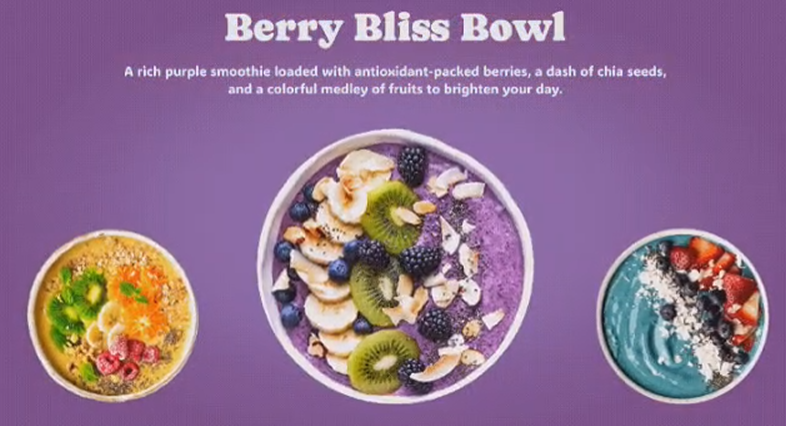 Berry Bliss Bowl
A rich purple smoothie loaded with antioxidant-packed berries, a dash of chia seeds,
and a colorful medley of fruits to brighten your day.